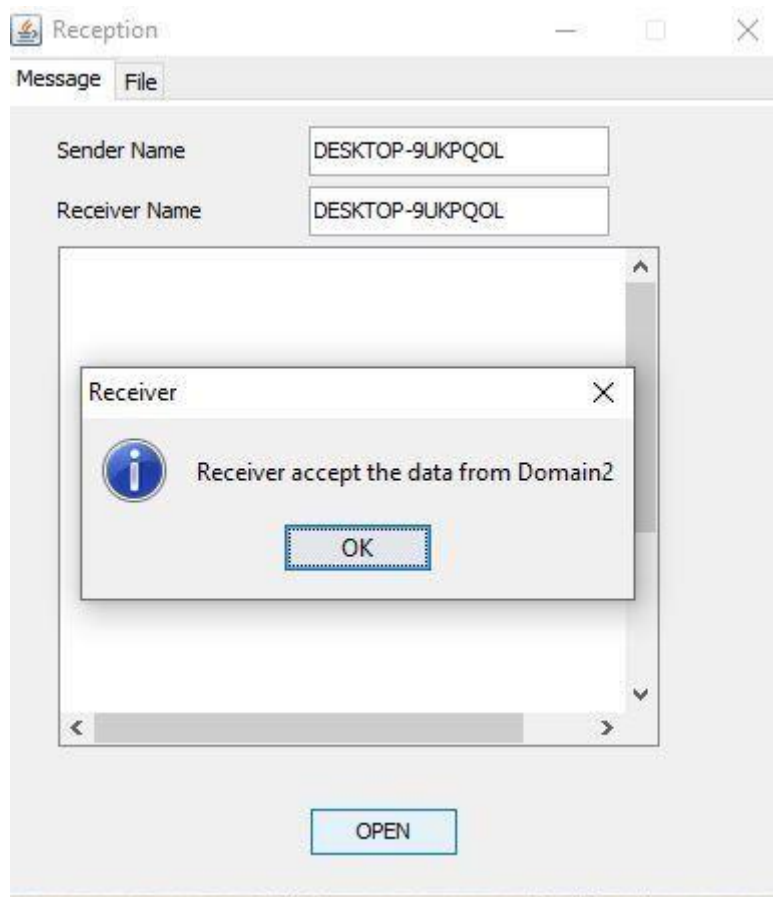 Reception
Message File
Sender Name DESKTOP-9UKPQOL
Receiver Name DESKTOP-9UKPQOL
Receiver
Receiver accept the data from Domain2
OK
OPEN